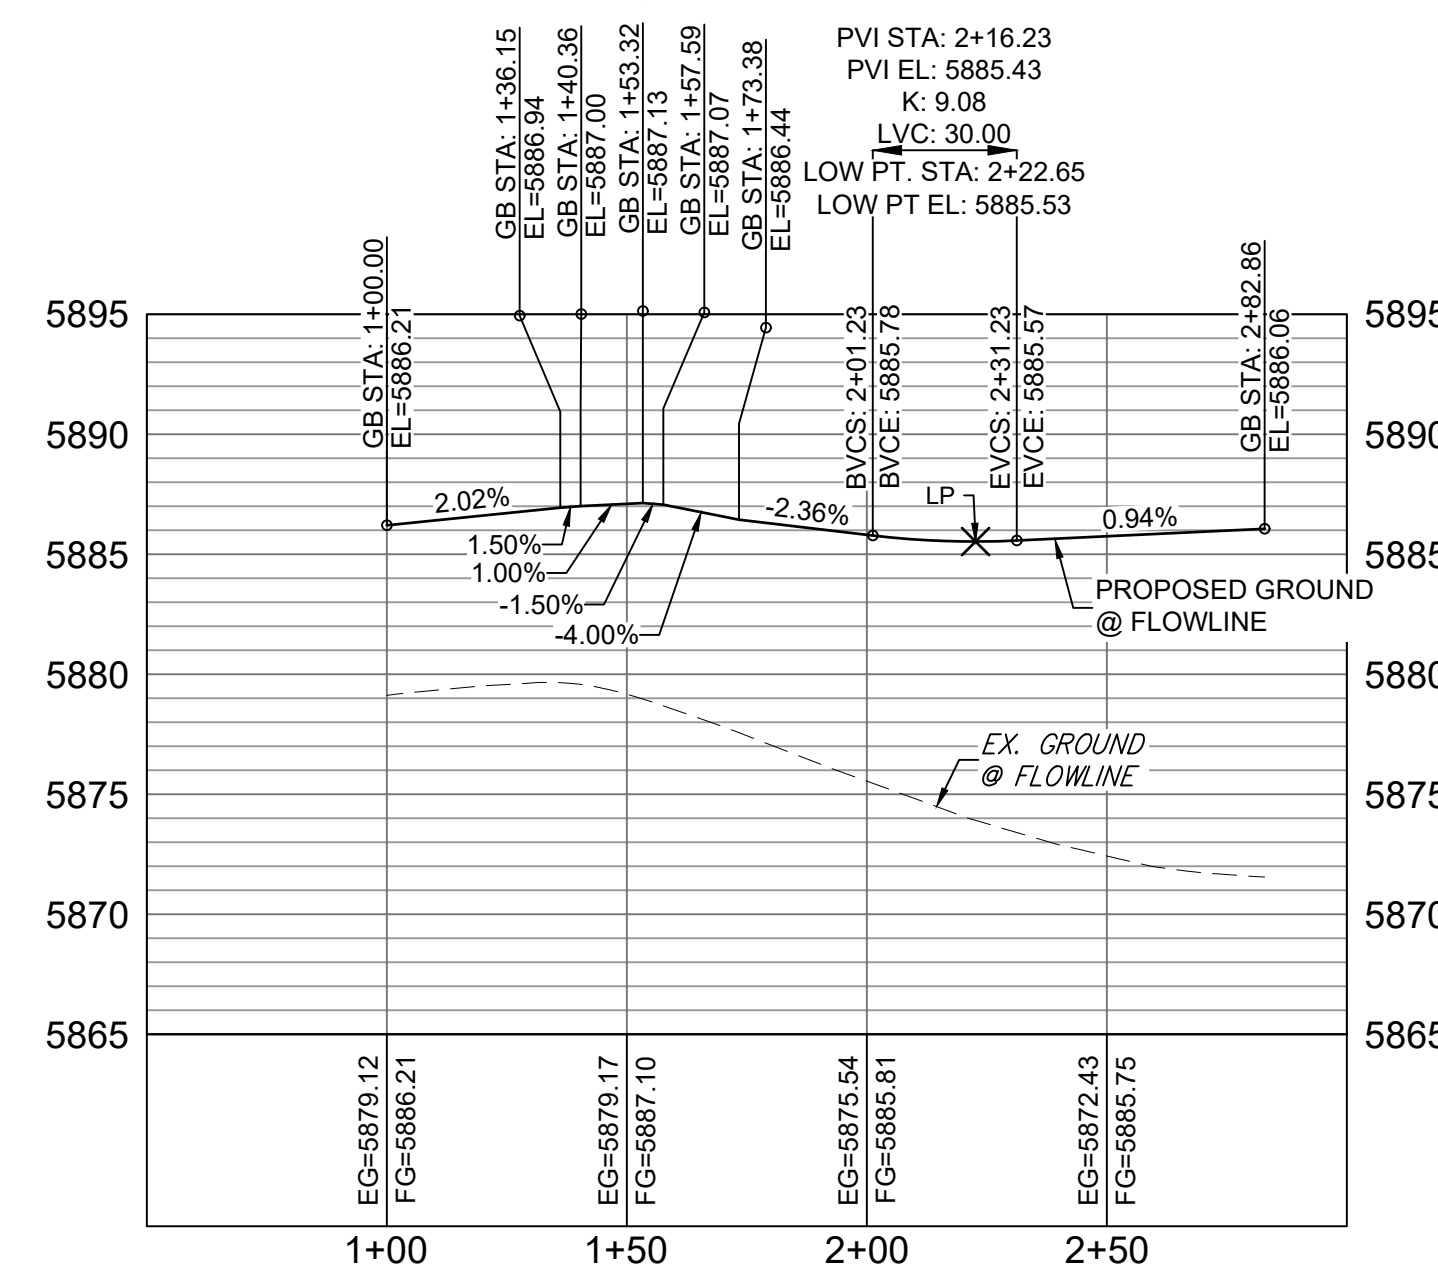 PVI STA: 2+16.23
PVI EL: 5885.43
K: 9.08
LVC: 30.00
LOW PT. STA: 2+22.65
LOW PT EL: 5885.53
GB STA: 1+00.00
EL=5886.21
GB STA: 1+36.15
EL=5886.94
GB STA: 1+40.36
EL=5887.00
GB STA: 1+53.32
EL=5887.13
GB STA: 1+57.59
EL=5887.07
GB STA: 1+73.38
EL=5886.44
BVCS: 2+01.23
BVCE: 5885.78
EVCS: 2+31.23
EVCE: 5885.57
GB STA: 2+82.86
EL=5886.06
5895
5890
5885
5880
5875
5870
5865
5895
5890
5885
5880
5875
5870
5865
2.02%
1.50%
1.00%
-1.50%
-4.00%
-2.36%
LP
0.94%
PROPOSED GROUND
@ FLOWLINE
EX. GROUND
@ FLOWLINE
EG=5879.12
FG=5886.21
EG=5879.17
FG=5887.10
EG=5875.54
FG=5885.81
EG=5872.43
FG=5885.75
1+00
1+50
2+00
2+50